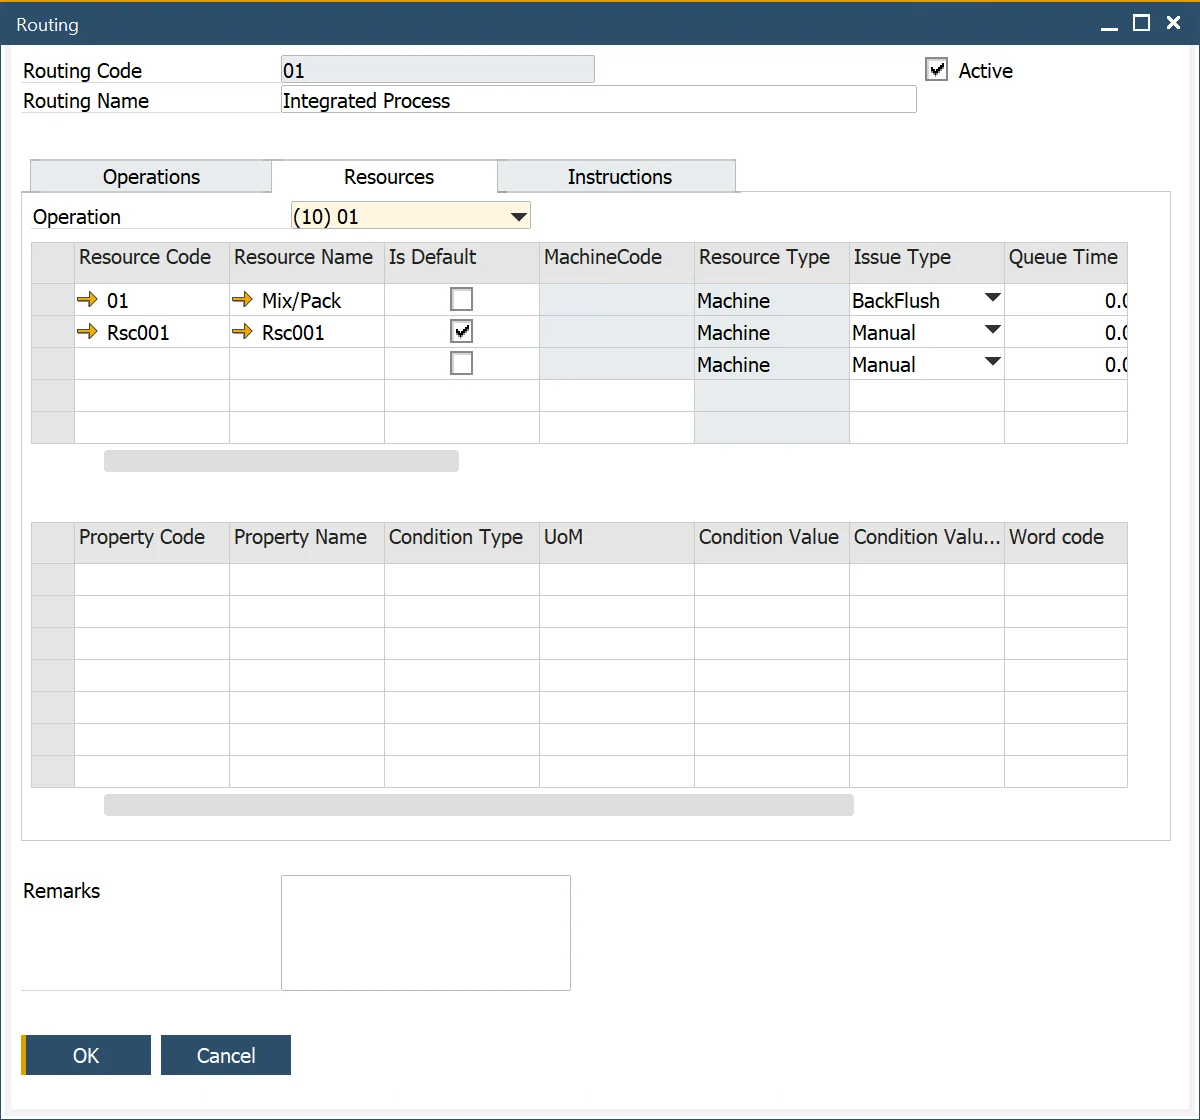 Routing
Routing Code 01 Active
Routing Name Integrated Process
Operations Resources Instructions
Operation (10) 01
Resource Code Resource Name Is Default MachineCode Resource Type Issue Type Queue Time
01 Mix/Pack Machine BackFlush 0.0
Rsc001 Rsc001 Machine Manual 0.0
Machine Manual 0.0
Property Code Property Name Condition Type UoM Condition Value Condition Valu... Word code
Remarks
OK Cancel